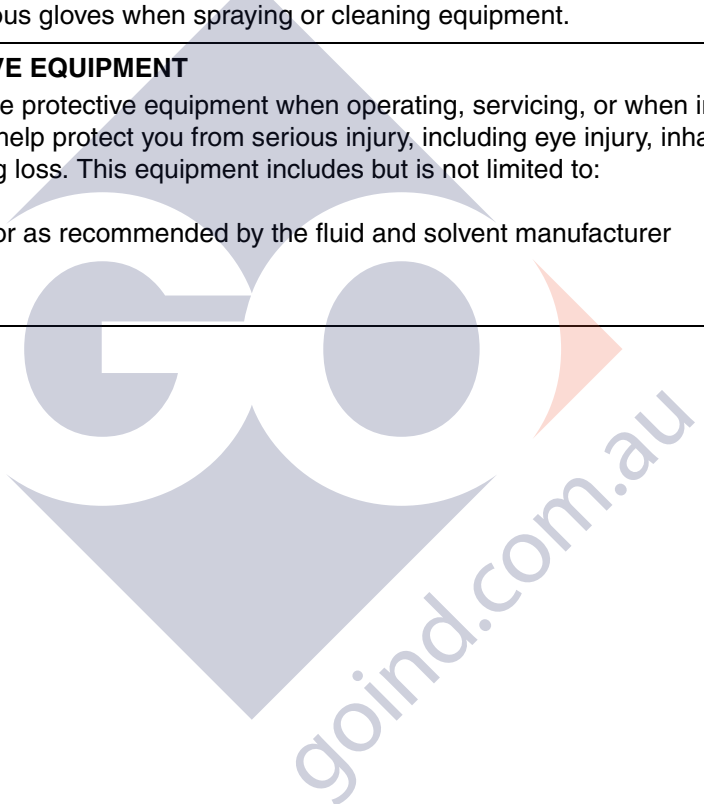 ous gloves when spraying or cleaning equipment.
VE EQUIPMENT
e protective equipment when operating, servicing, or when i
help protect you from serious injury, including eye injury, inha
g loss. This equipment includes but is not limited to:
or as recommended by the fluid and solvent manufacturer
GO
goind.com.au